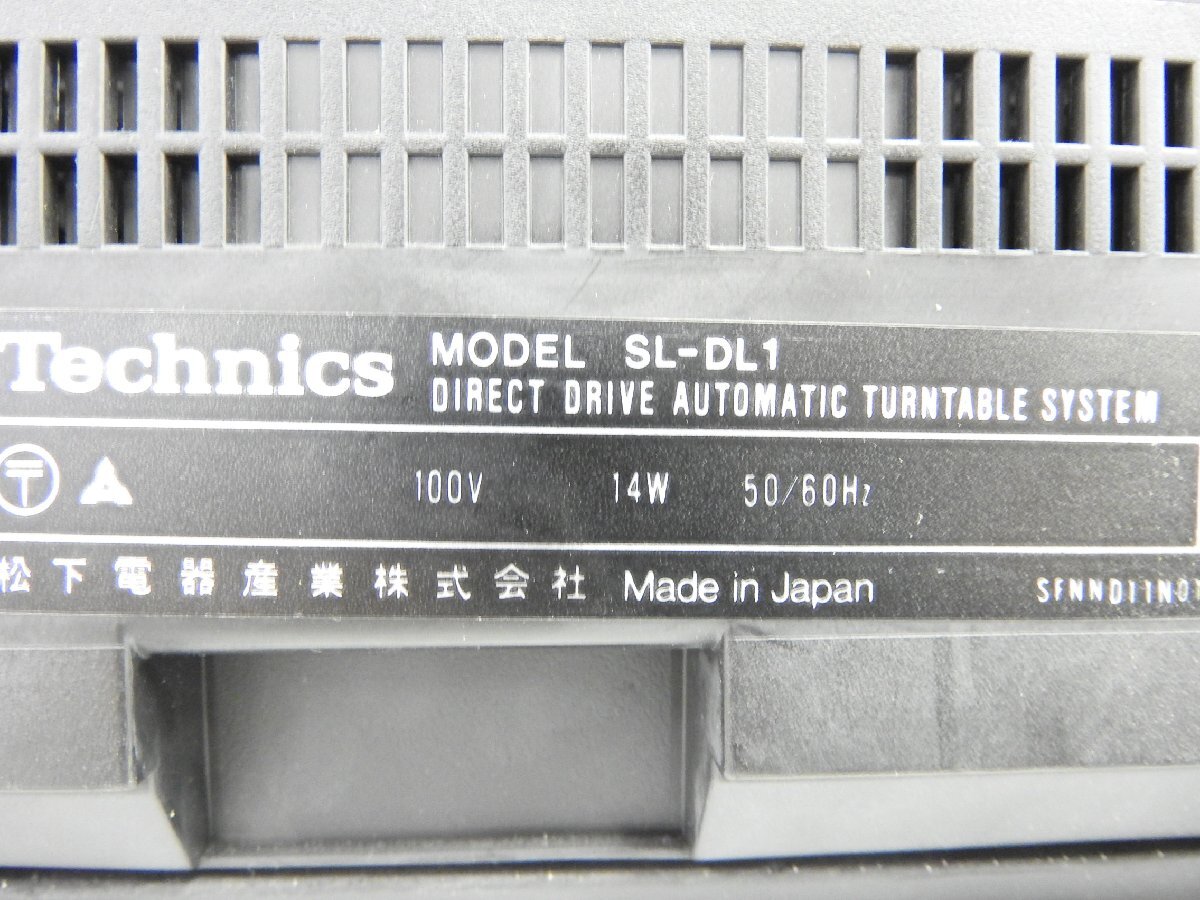 Technics MODEL SL-DL1
DIRECT DRIVE AUTOMATIC TURNTABLE SYSTEM
〒 100V 14W 50/60Hz
松下電器産業株式会社 Made in Japan SFNND11N01